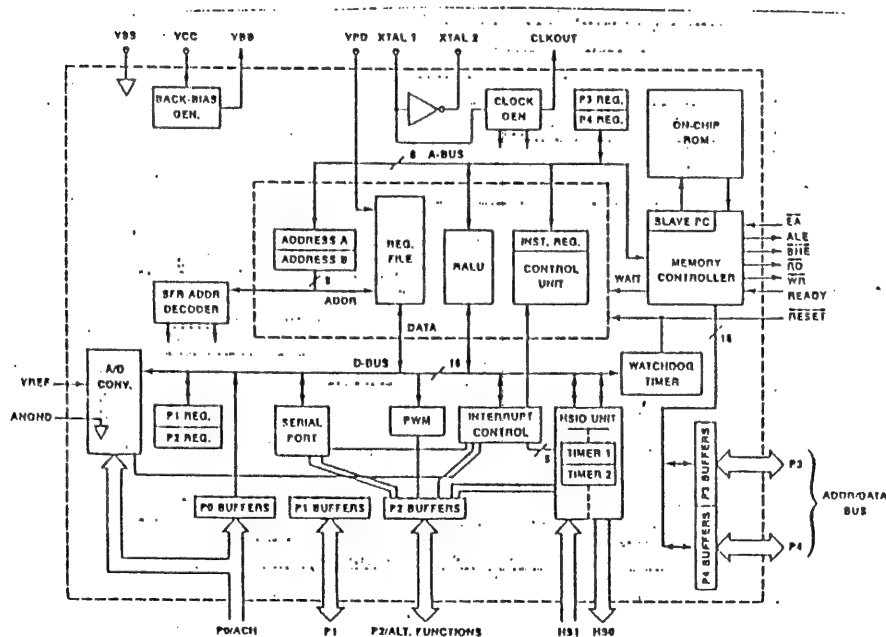 VSS VCC VBB VPD XTAL 1 XTAL 2 CLKOUT
BACK-BIAS
GEN.
CLOCK
GEN
P3 REG.
P4 REG.
ON-CHIP
ROM
8 A-BUS
SLAVE PC
MEMORY
CONTROLLER
EA
ALE
BHE
RD
WR
READY
RESET
ADDRESS A
ADDRESS B
8
ADDR
REG.
FILE
RALU
INST. REG.
CONTROL
UNIT
WAIT
SFR ADDR
DECODER
DATA
16
D-BUS 16
WATCHDOG
TIMER
VREF
ANGND
A/D
CONV.
P1 REG.
P2 REG.
SERIAL
PORT
PWM
INTERRUPT
CONTROL
HSIO UNIT
TIMER 1
TIMER 2
P0 BUFFERS
P1 BUFFERS
P2 BUFFERS
P3 BUFFERS
P4 BUFFERS
P3
P4
ADDR/DATA
BUS
P0/ACH P1 P2/ALT. FUNCTIONS HS1 HS0